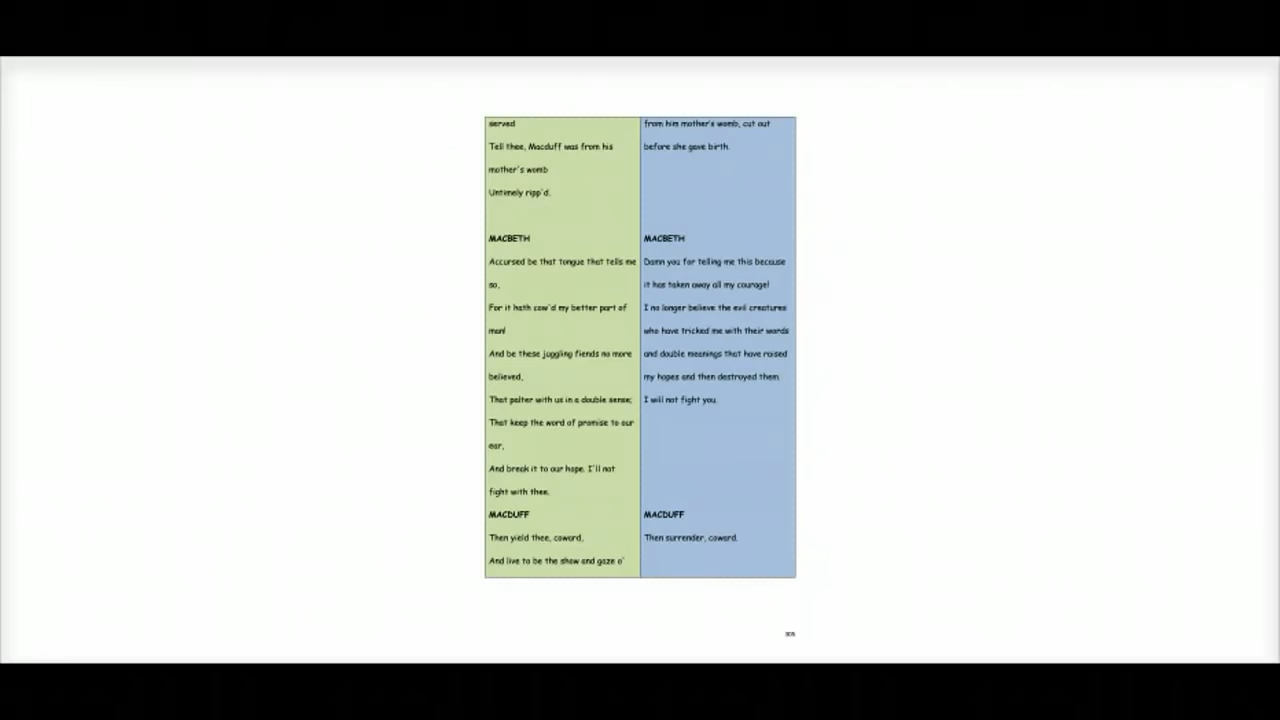 served
Tell thee, Macduff was from his
mother's womb
Untimely ripp'd.
MACBETH
Accursed be that tongue that tells me
so,
For it hath cow'd my better part of
man!
And be these juggling fiends no more
believed,
That palter with us in a double sense;
That keep the word of promise to our
ear,
And break it to our hope. I'll not
fight with thee.
MACDUFF
Then yield thee, coward,
And live to be the show and gaze o'
from him mother's womb, cut out
before she gave birth.
MACBETH
Damn you for telling me this because
it has taken away all my courage!
I no longer believe the evil creatures
who have tricked me with their words
and double meanings that have raised
my hopes and then destroyed them.
I will not fight you.
MACDUFF
Then surrender, coward.
305